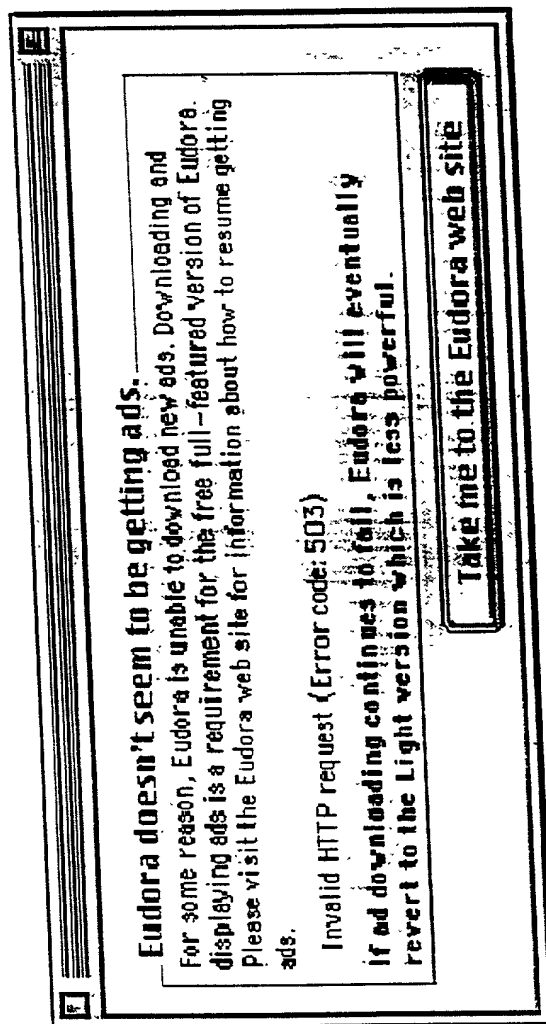 Eudora doesn't seem to be getting ads.
For some reason, Eudora is unable to download new ads. Downloading and
displaying ads is a requirement for the free full-featured version of Eudora.
Please visit the Eudora web site for information about how to resume getting
ads.
Invalid HTTP request (Error code: 503)
If ad downloading continues to fail, Eudora will eventually
revert to the Light version which is less powerful.
Take me to the Eudora web site